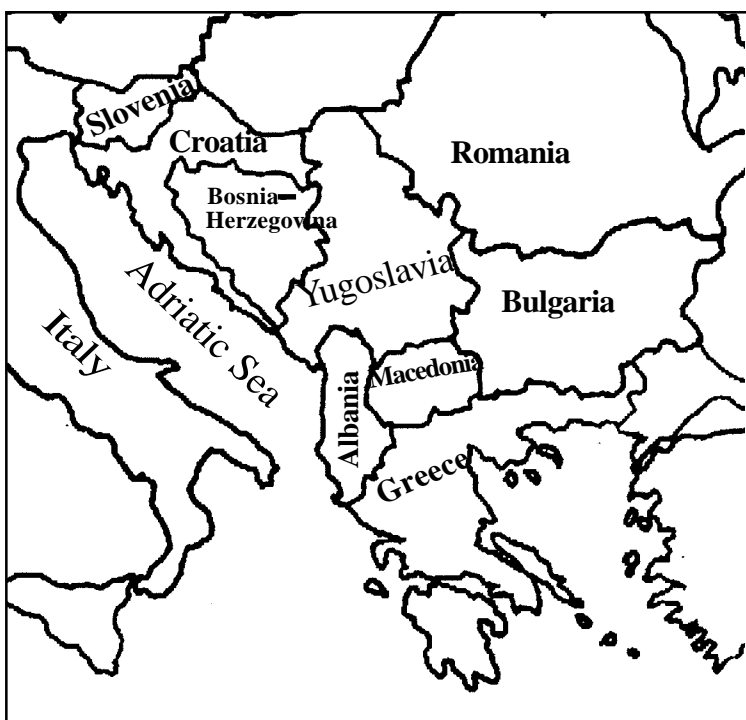 Slovenia
Croatia
Romania
Bosnia-
Herzegovina
Yugoslavia
Adriatic Sea
Bulgaria
Italy
Macedonia
Albania
Greece